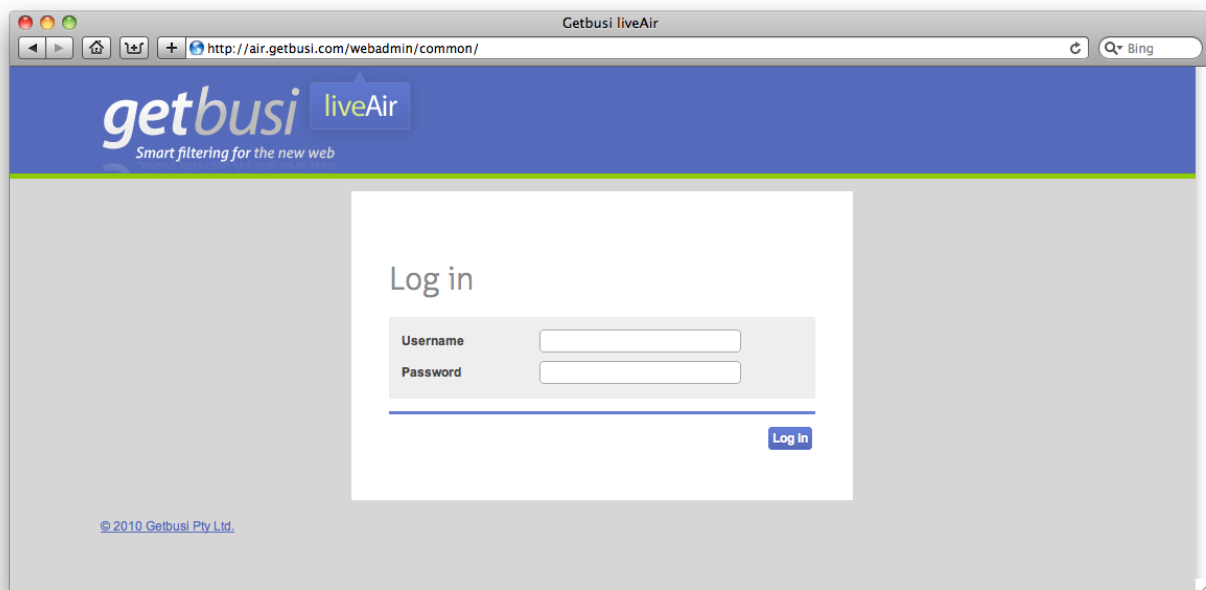 Getbusi liveAir
http://air.getbusi.com/webadmin/common/
Bing
getbusi liveAir
Smart filtering for the new web
Log in
Username
Password
Log in
© 2010 Getbusi Pty Ltd.